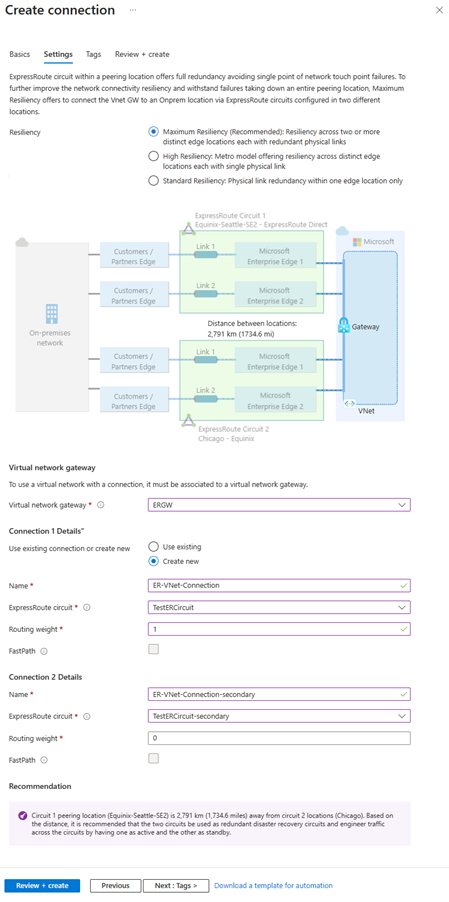 Create connection ...
Basics Settings Tags Review + create
ExpressRoute circuit within a peering location offers full redundancy avoiding single point of network touch point failures. To
further improve the network connectivity resiliency and withstand failures taking down an entire peering location, Maximum
Resiliency offers to connect the Vnet GW to an Onprem location via ExpressRoute circuits configured in two different
locations.
Resiliency
Maximum Resiliency (Recommended): Resiliency across two or more
distinct edge locations each with redundant physical links
High Resiliency: Metro model offering resiliency across distinct edge
locations each with single physical link
Standard Resiliency: Physical link redundancy within one edge location only
ExpressRoute Circuit 1
Equinix-Seattle-SE2 - ExpressRoute Direct
Microsoft
Customers /
Partners Edge
Link 1
Microsoft
Enterprise Edge 1
Customers /
Partners Edge
Link 2
Microsoft
Enterprise Edge 2
On-premises
network
Distance between locations:
2,791 km (1734.6 mi)
Gateway
Customers /
Partners Edge
Link 1
Microsoft
Enterprise Edge 1
Customers /
Partners Edge
Link 2
Microsoft
Enterprise Edge 2
VNet
ExpressRoute Circuit 2
Chicago - Equinix
Virtual network gateway
To use a virtual network with a connection, it must be associated to a virtual network gateway.
Virtual network gateway * ERGW
Connection 1 Details"
Use existing connection or create new
Use existing
Create new
Name * ER-VNet-Connection
ExpressRoute circuit * TestERCircuit
Routing weight * 1
FastPath
Connection 2 Details
Name * ER-VNet-Connection-secondary
ExpressRoute circuit * TestERCircuit-secondary
Routing weight * 0
FastPath
Recommendation
Circuit 1 peering location (Equinix-Seattle-SE2) is 2,791 km (1,734.6 miles) away from circuit 2 locations (Chicago). Based on
the distance, it is recommended that the two circuits be used as redundant disaster recovery circuits and engineer traffic
across the circuits by having one as active and the other as standby.
Review + create Previous Next : Tags > Download a template for automation